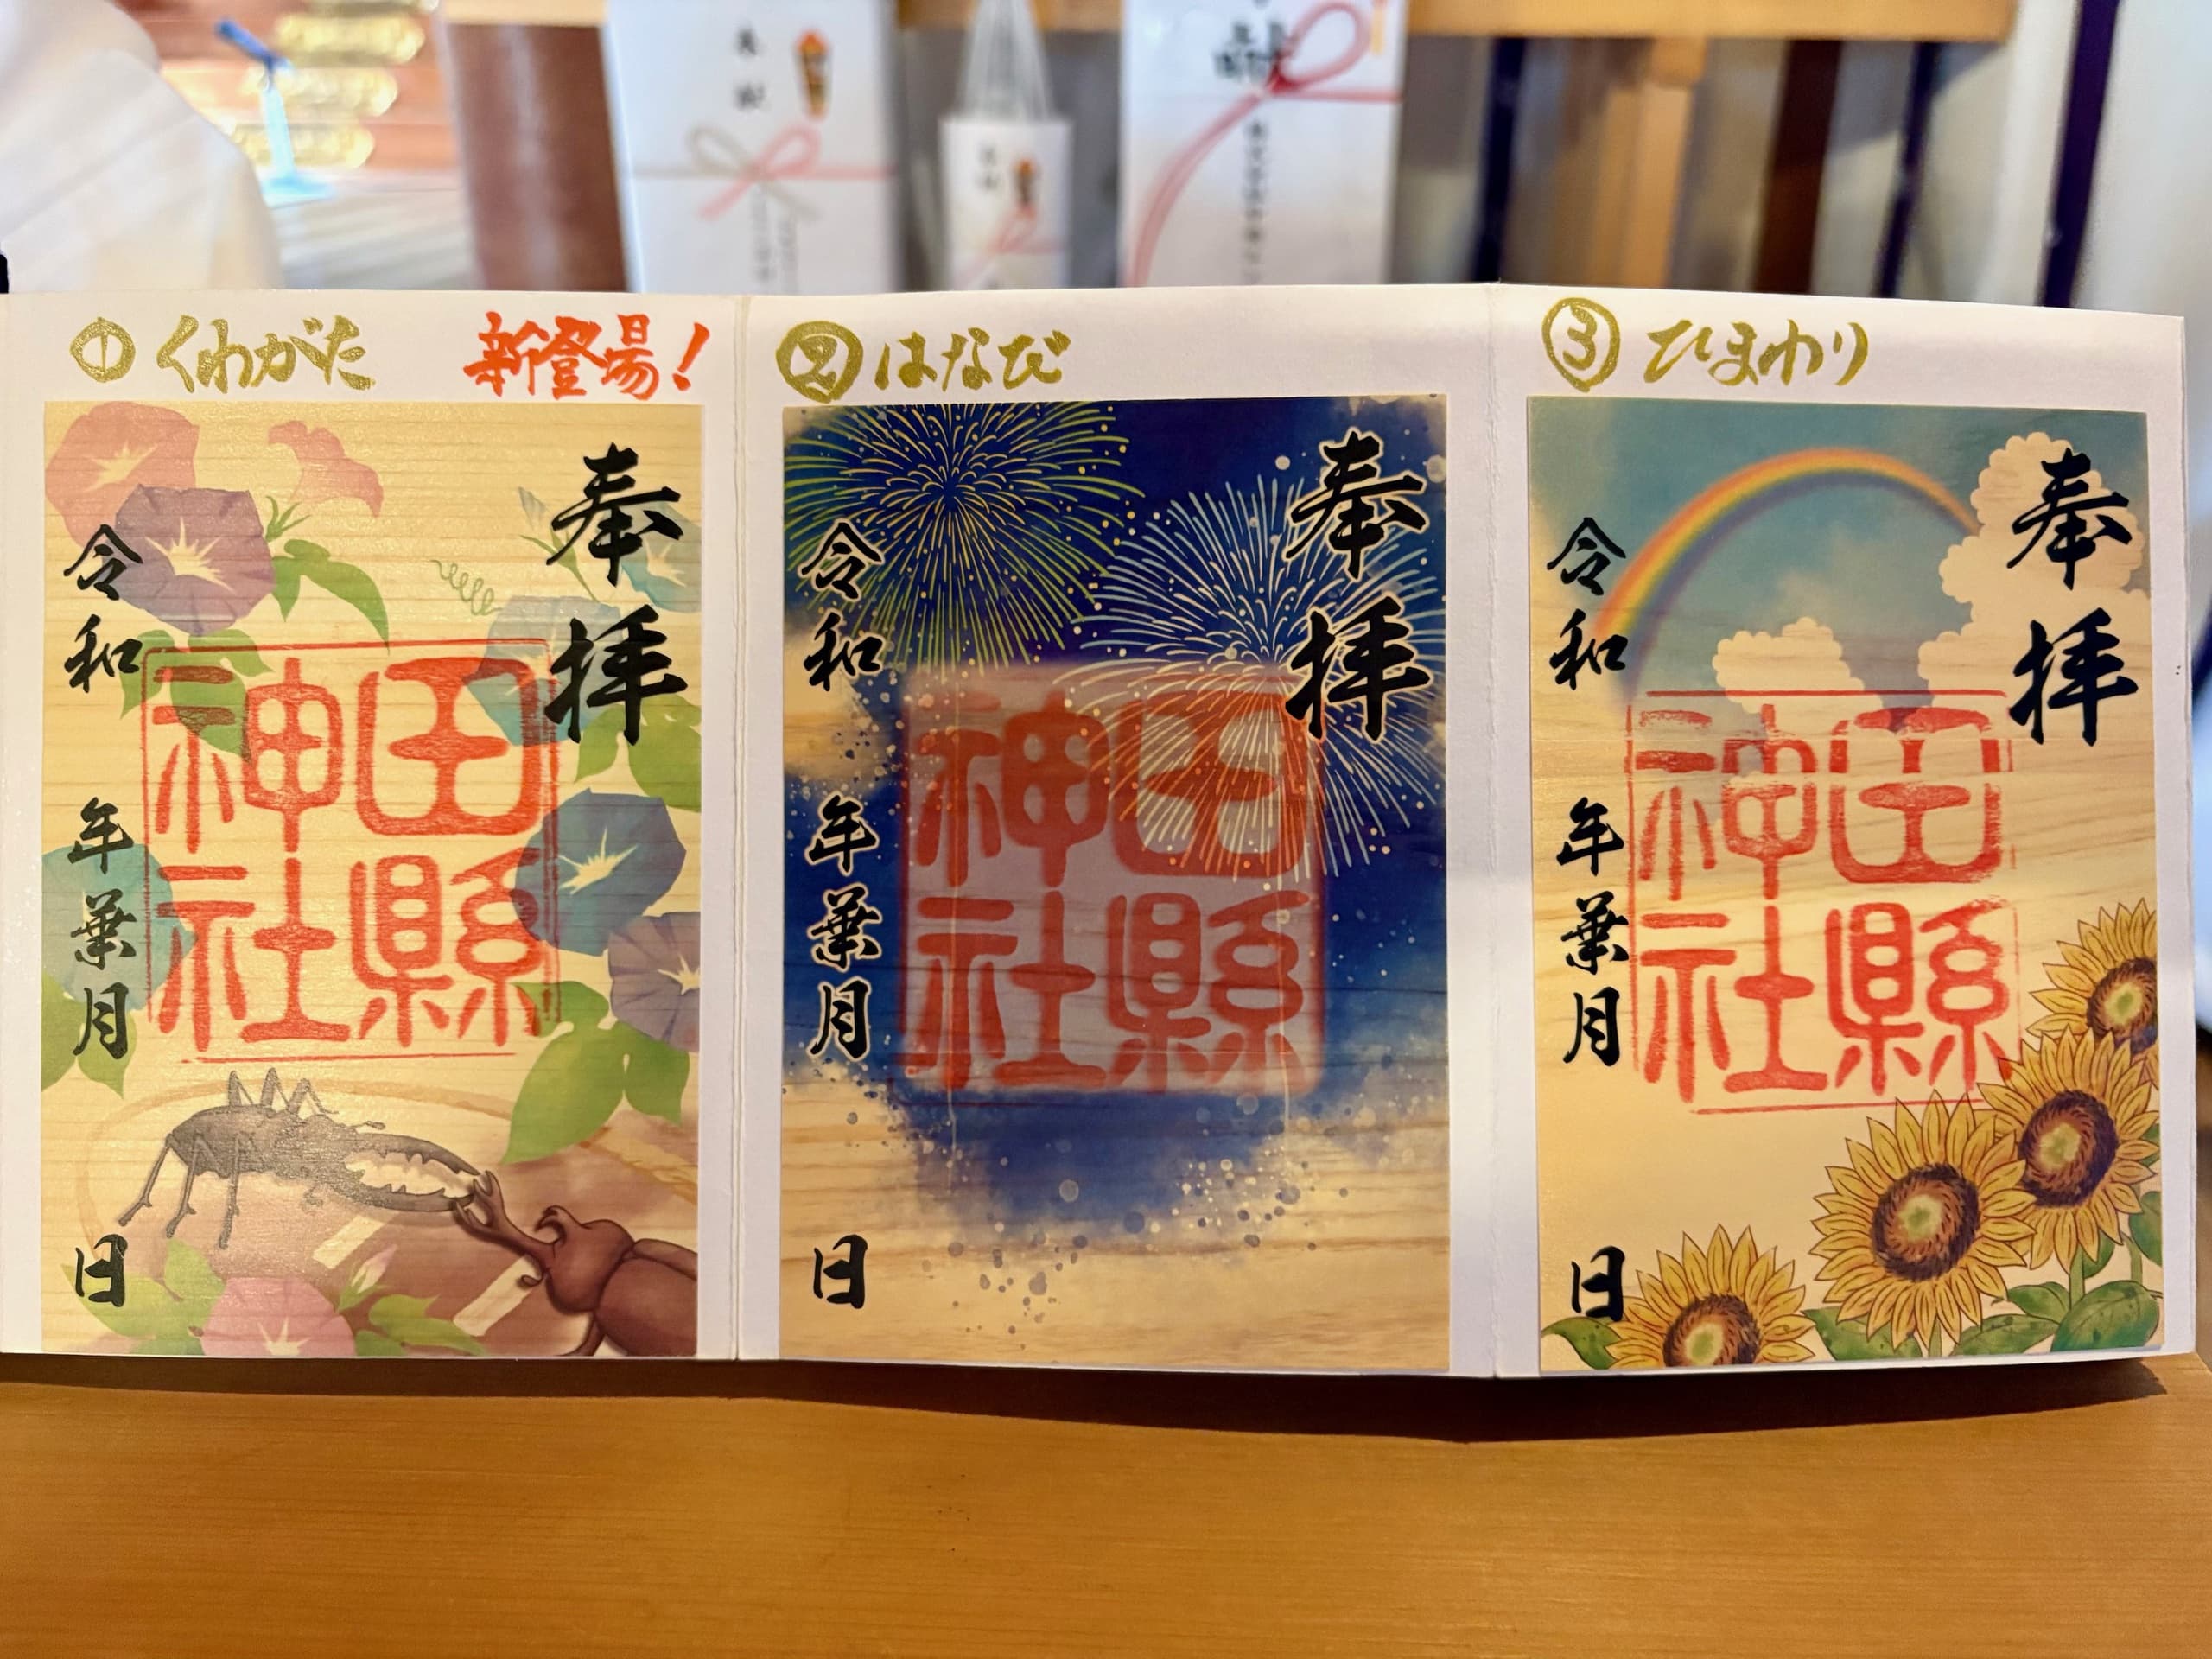 ① くわがた 新登場!
奉拝
田縣
神社
令和 年葉月 日
② はなび
奉拝
田縣
神社
令和 年葉月 日
③ ひまわり
奉拝
田縣
神社
令和 年葉月 日